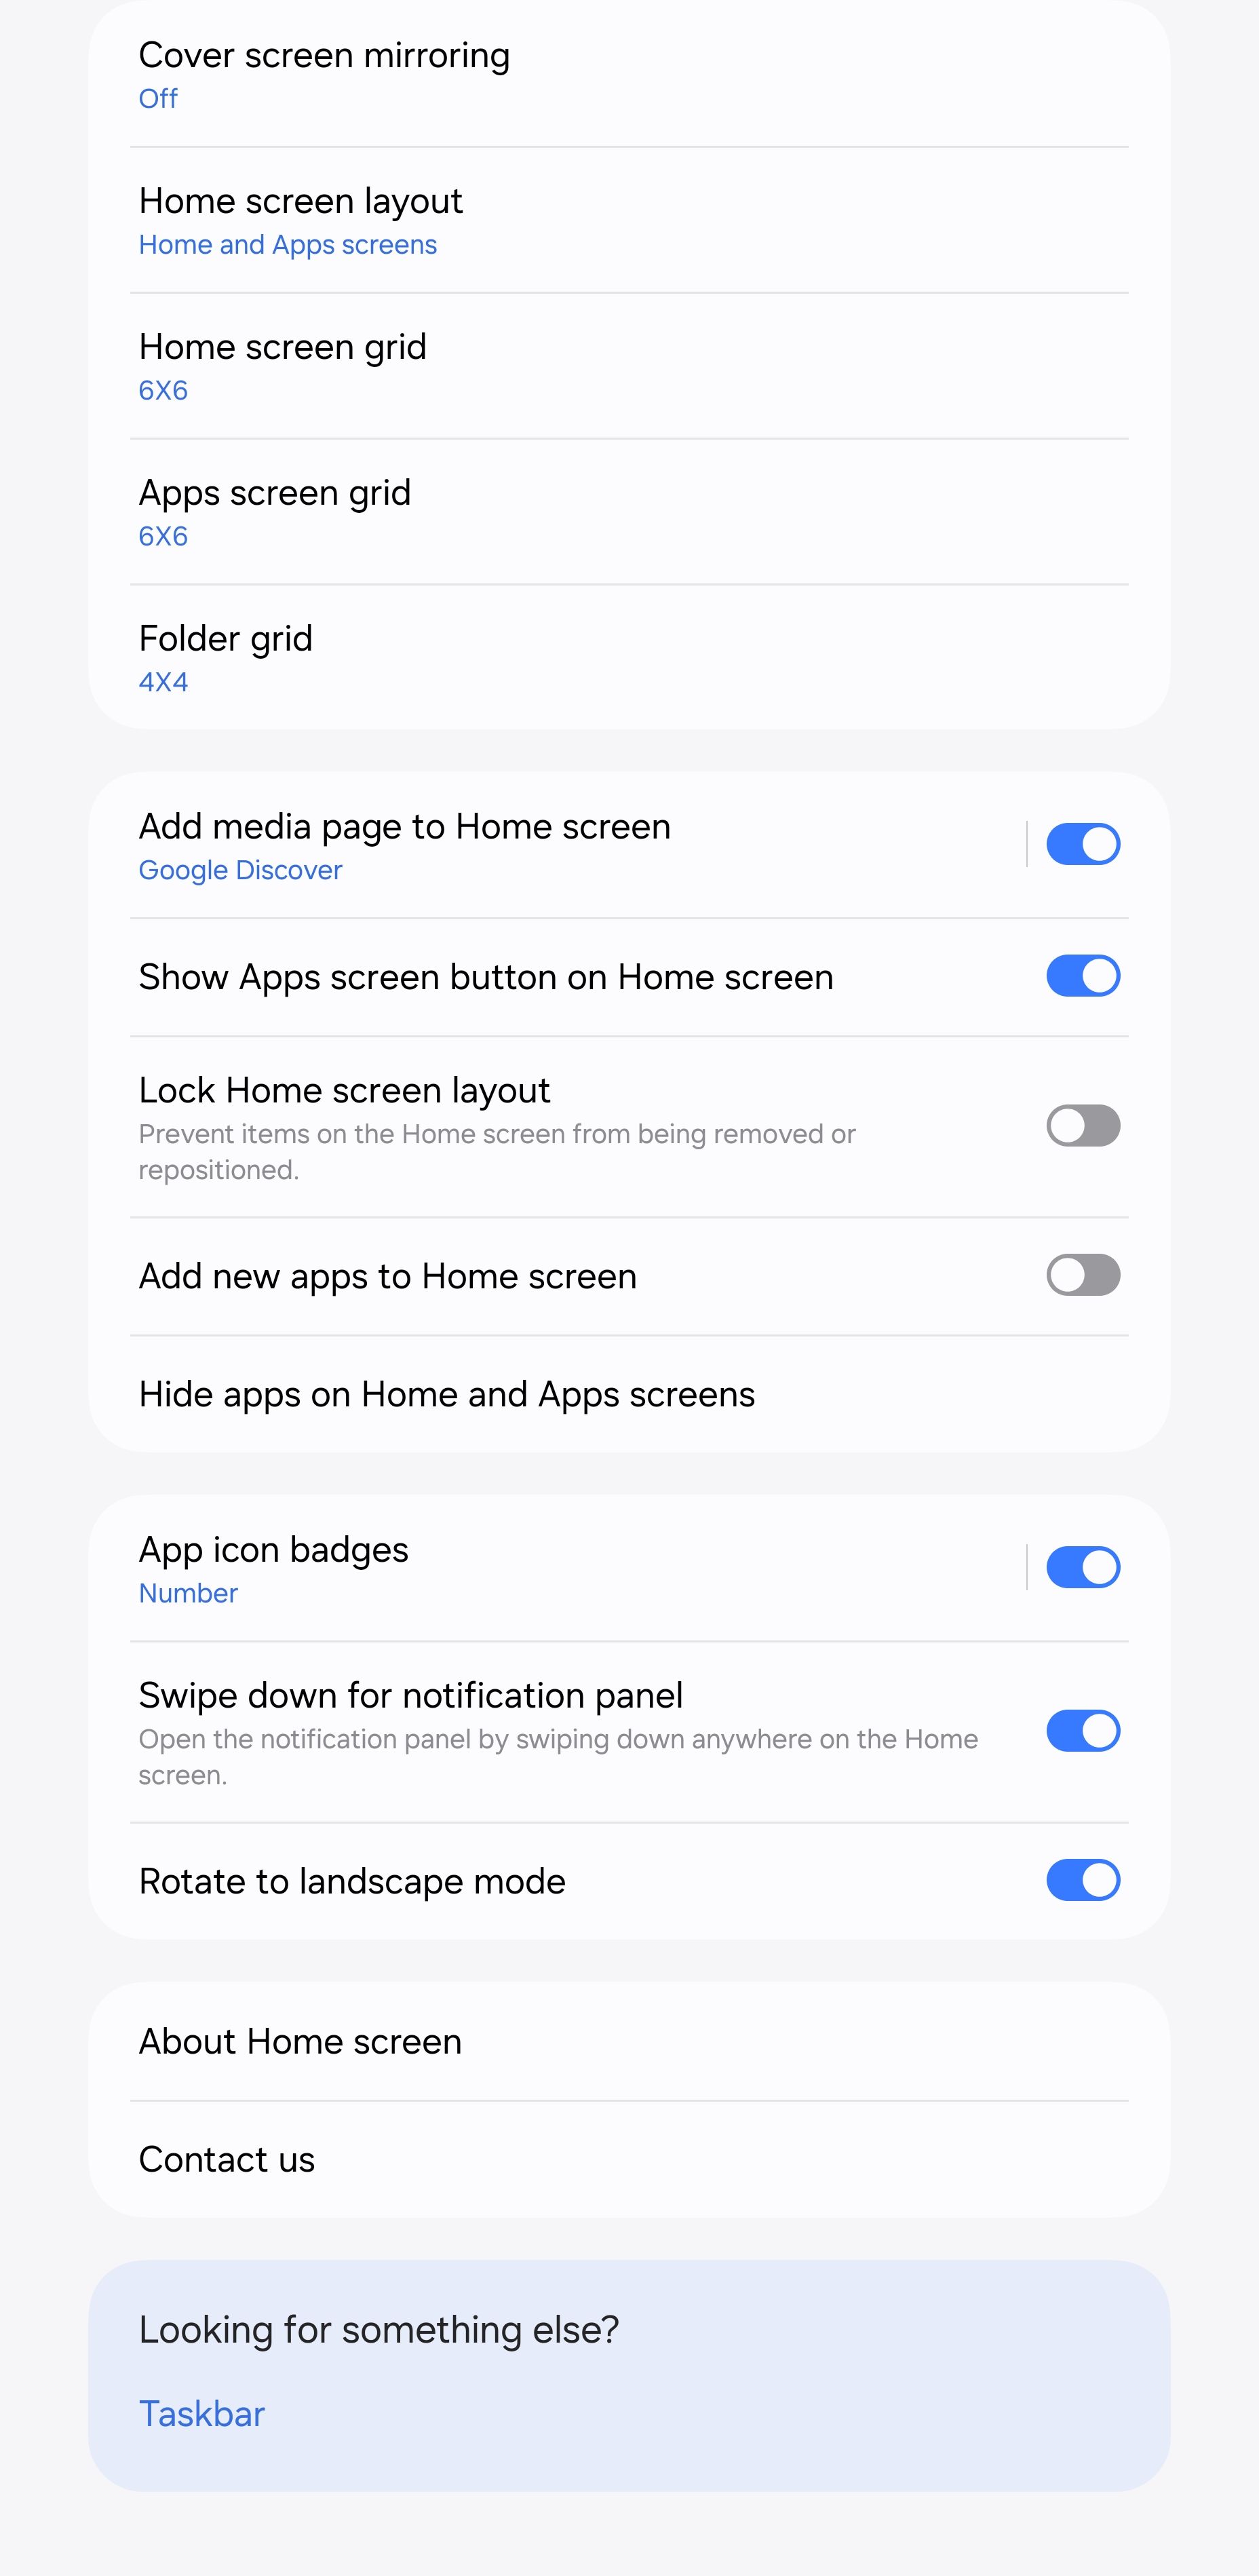 Cover screen mirroring
Off
Home screen layout
Home and Apps screens
Home screen grid
6X6
Apps screen grid
6X6
Folder grid
4X4
Add media page to Home screen
Google Discover
Show Apps screen button on Home screen
Lock Home screen layout
Prevent items on the Home screen from being removed or
repositioned.
Add new apps to Home screen
Hide apps on Home and Apps screens
App icon badges
Number
Swipe down for notification panel
Open the notification panel by swiping down anywhere on the Home
screen.
Rotate to landscape mode
About Home screen
Contact us
Looking for something else?
Taskbar